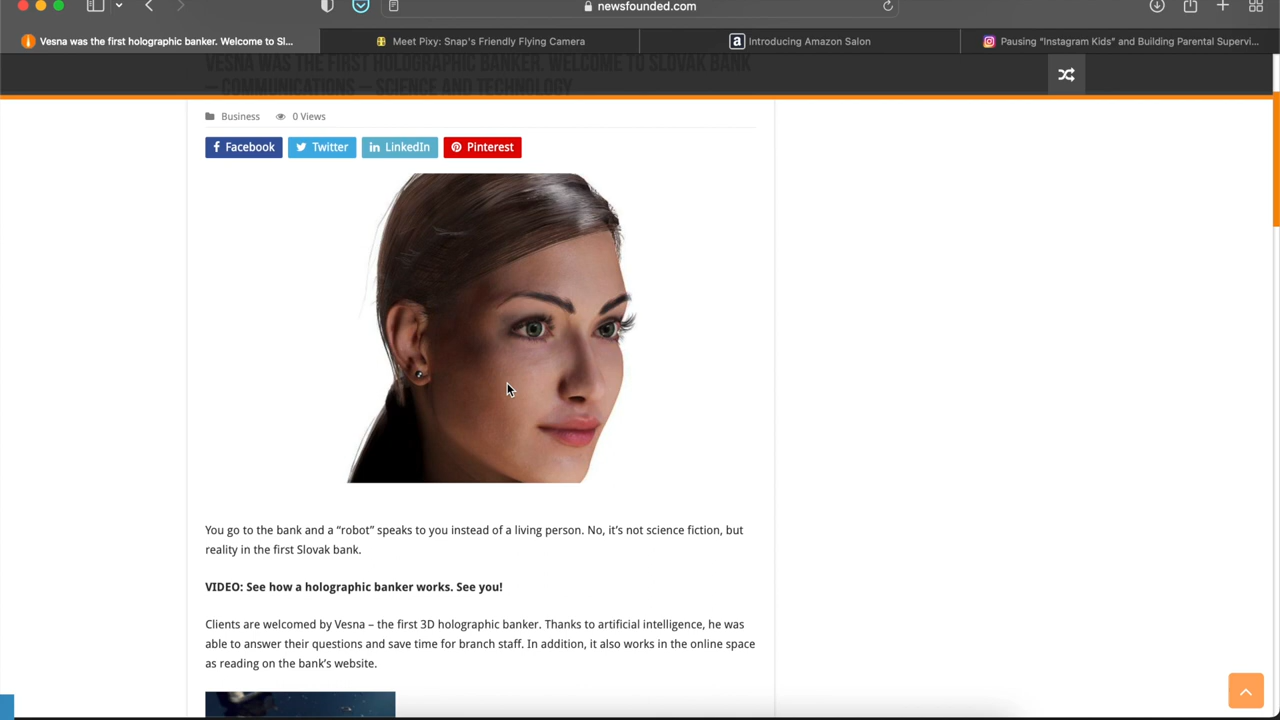 newsfounded.com
Vesna was the first holographic banker. Welcome to Sl...
Meet Pixy: Snap's Friendly Flying Camera
a Introducing Amazon Salon
Pausing “Instagram Kids” and Building Parental Supervi...
VESNA WAS THE FIRST HOLOGRAPHIC BANKER. WELCOME TO SLOVAK BANK
– COMMUNICATIONS – SCIENCE AND TECHNOLOGY
Business 0 Views
f Facebook Twitter in LinkedIn Pinterest
You go to the bank and a “robot” speaks to you instead of a living person. No, it’s not science fiction, but
reality in the first Slovak bank.
VIDEO: See how a holographic banker works. See you!
Clients are welcomed by Vesna – the first 3D holographic banker. Thanks to artificial intelligence, he was
able to answer their questions and save time for branch staff. In addition, it also works in the online space
as reading on the bank’s website.